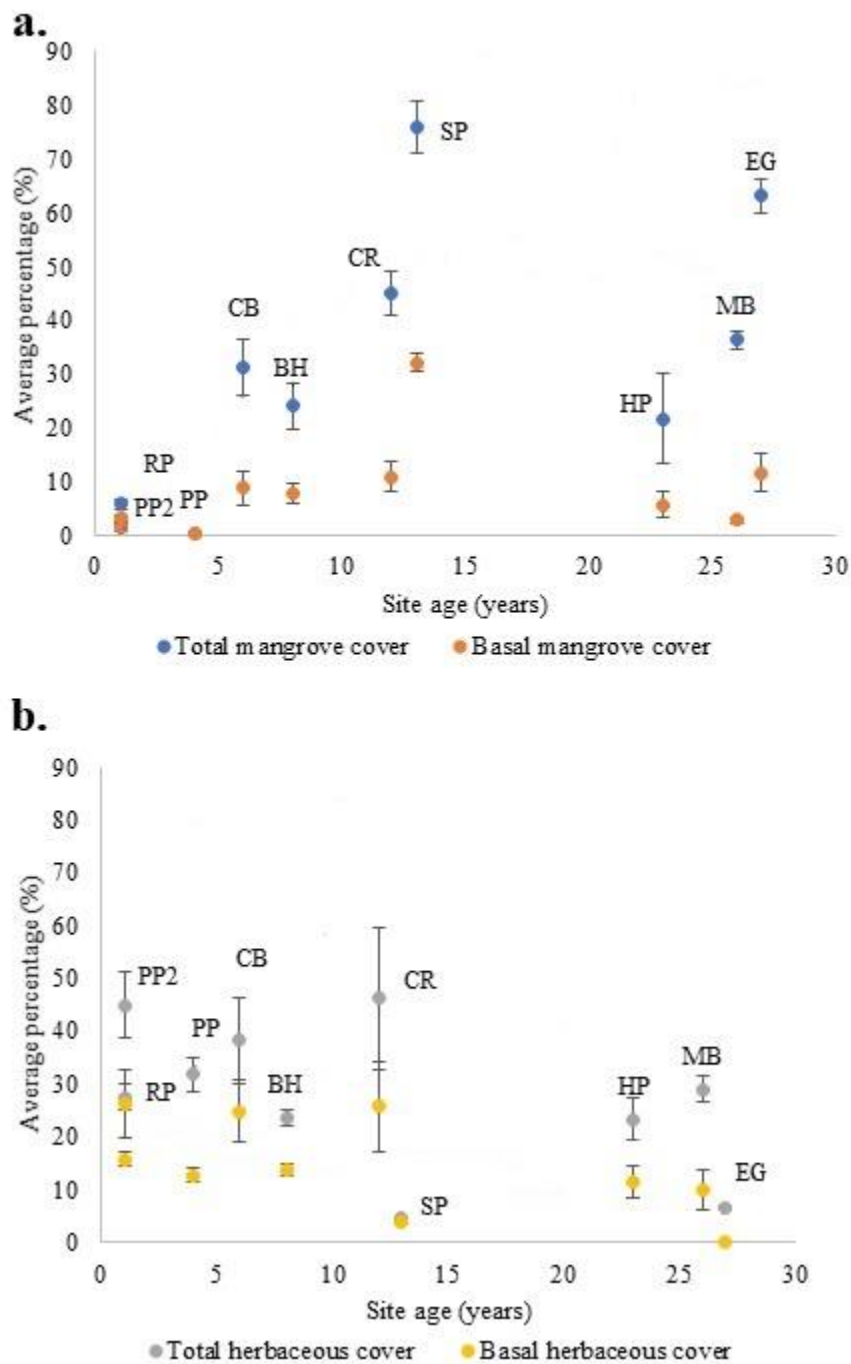 a.
90
80
70
60
50
40
30
20
10
0
Average percentage (%)
SP
EG
CR
CB
MB
BH
HP
RP
PP2 PP
0 5 10 15 20 25 30
Site age (years)
Total mangrove cover Basal mangrove cover
b.
90
80
70
60
50
40
30
20
10
0
Average percentage (%)
PP2
CB
CR
PP
MB
RP
BH
HP
SP
EG
0 5 10 15 20 25 30
Site age (years)
Total herbaceous cover Basal herbaceous cover